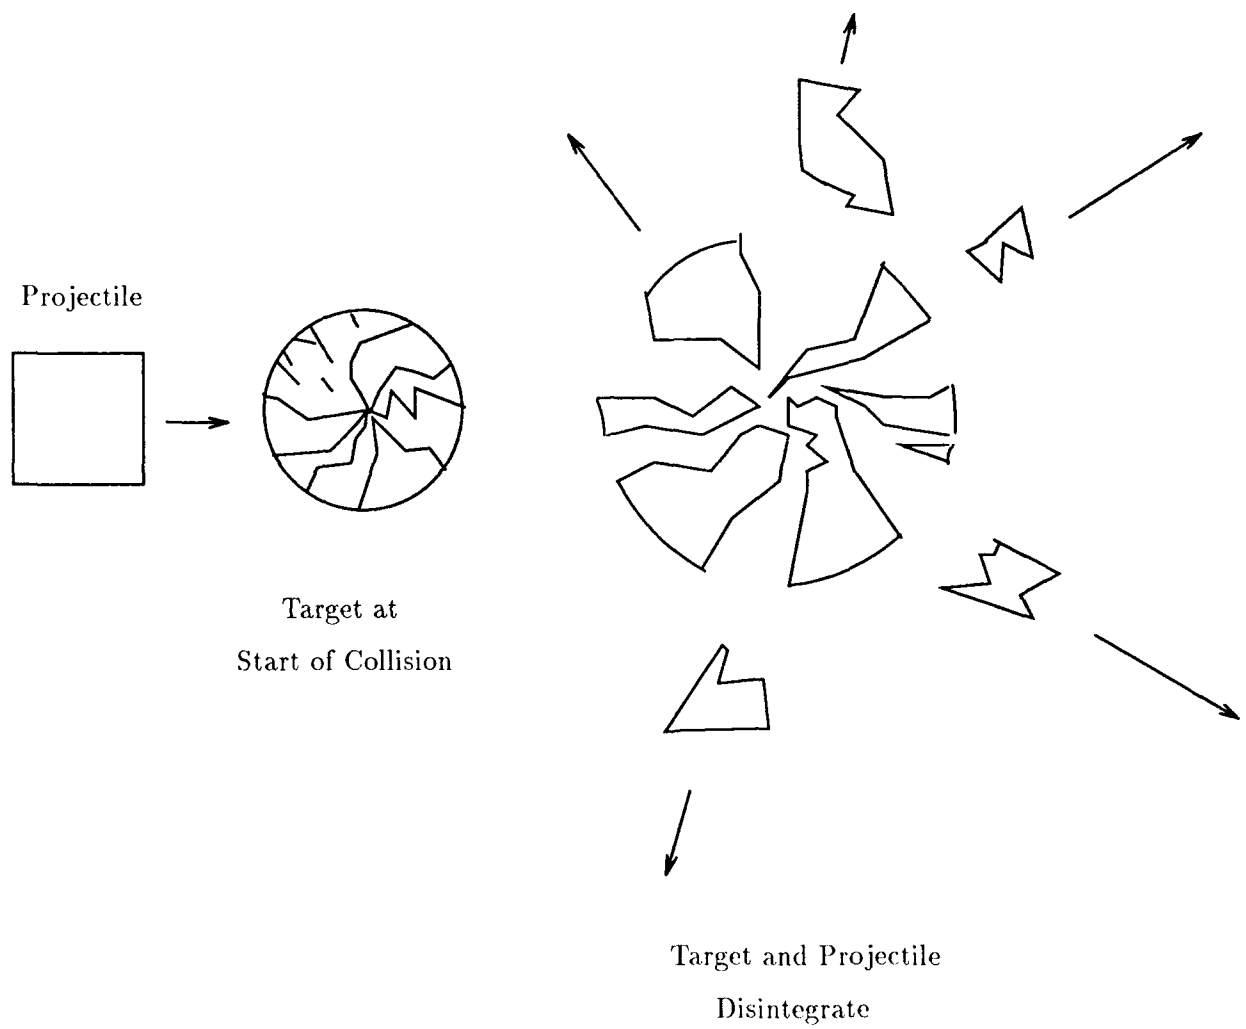 Projectile
Target at
Start of Collision
Target and Projectile
Disintegrate